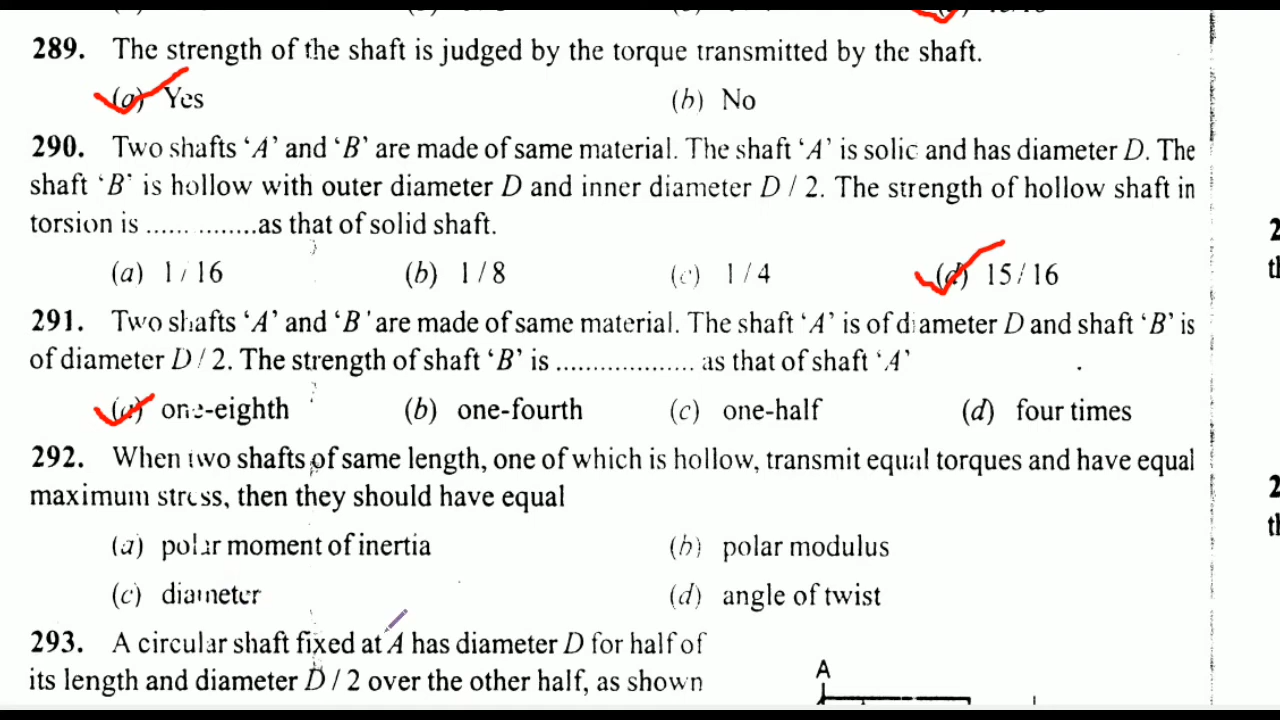 289. The strength of the shaft is judged by the torque transmitted by the shaft.
(a) Yes (b) No
290. Two shafts ‘A’ and ‘B’ are made of same material. The shaft ‘A’ is solic and has diameter D. The
shaft ‘B’ is hollow with outer diameter D and inner diameter D / 2. The strength of hollow shaft in
torsion is ...... ..............as that of solid shaft.
(a) 1 / 16 (b) 1 / 8 (c) 1 / 4 (d) 15 / 16
291. Two shafts ‘A’ and ‘B’ are made of same material. The shaft ‘A’ is of diameter D and shaft ‘B’ is
of diameter D / 2. The strength of shaft ‘B’ is .................... as that of shaft ‘A’
(a) one-eighth (b) one-fourth (c) one-half (d) four times
292. When two shafts of same length, one of which is hollow, transmit equal torques and have equal
maximum stress, then they should have equal
(a) polar moment of inertia (b) polar modulus
(c) diameter (d) angle of twist
293. A circular shaft fixed at A has diameter D for half of
its length and diameter D / 2 over the other half, as shown
A